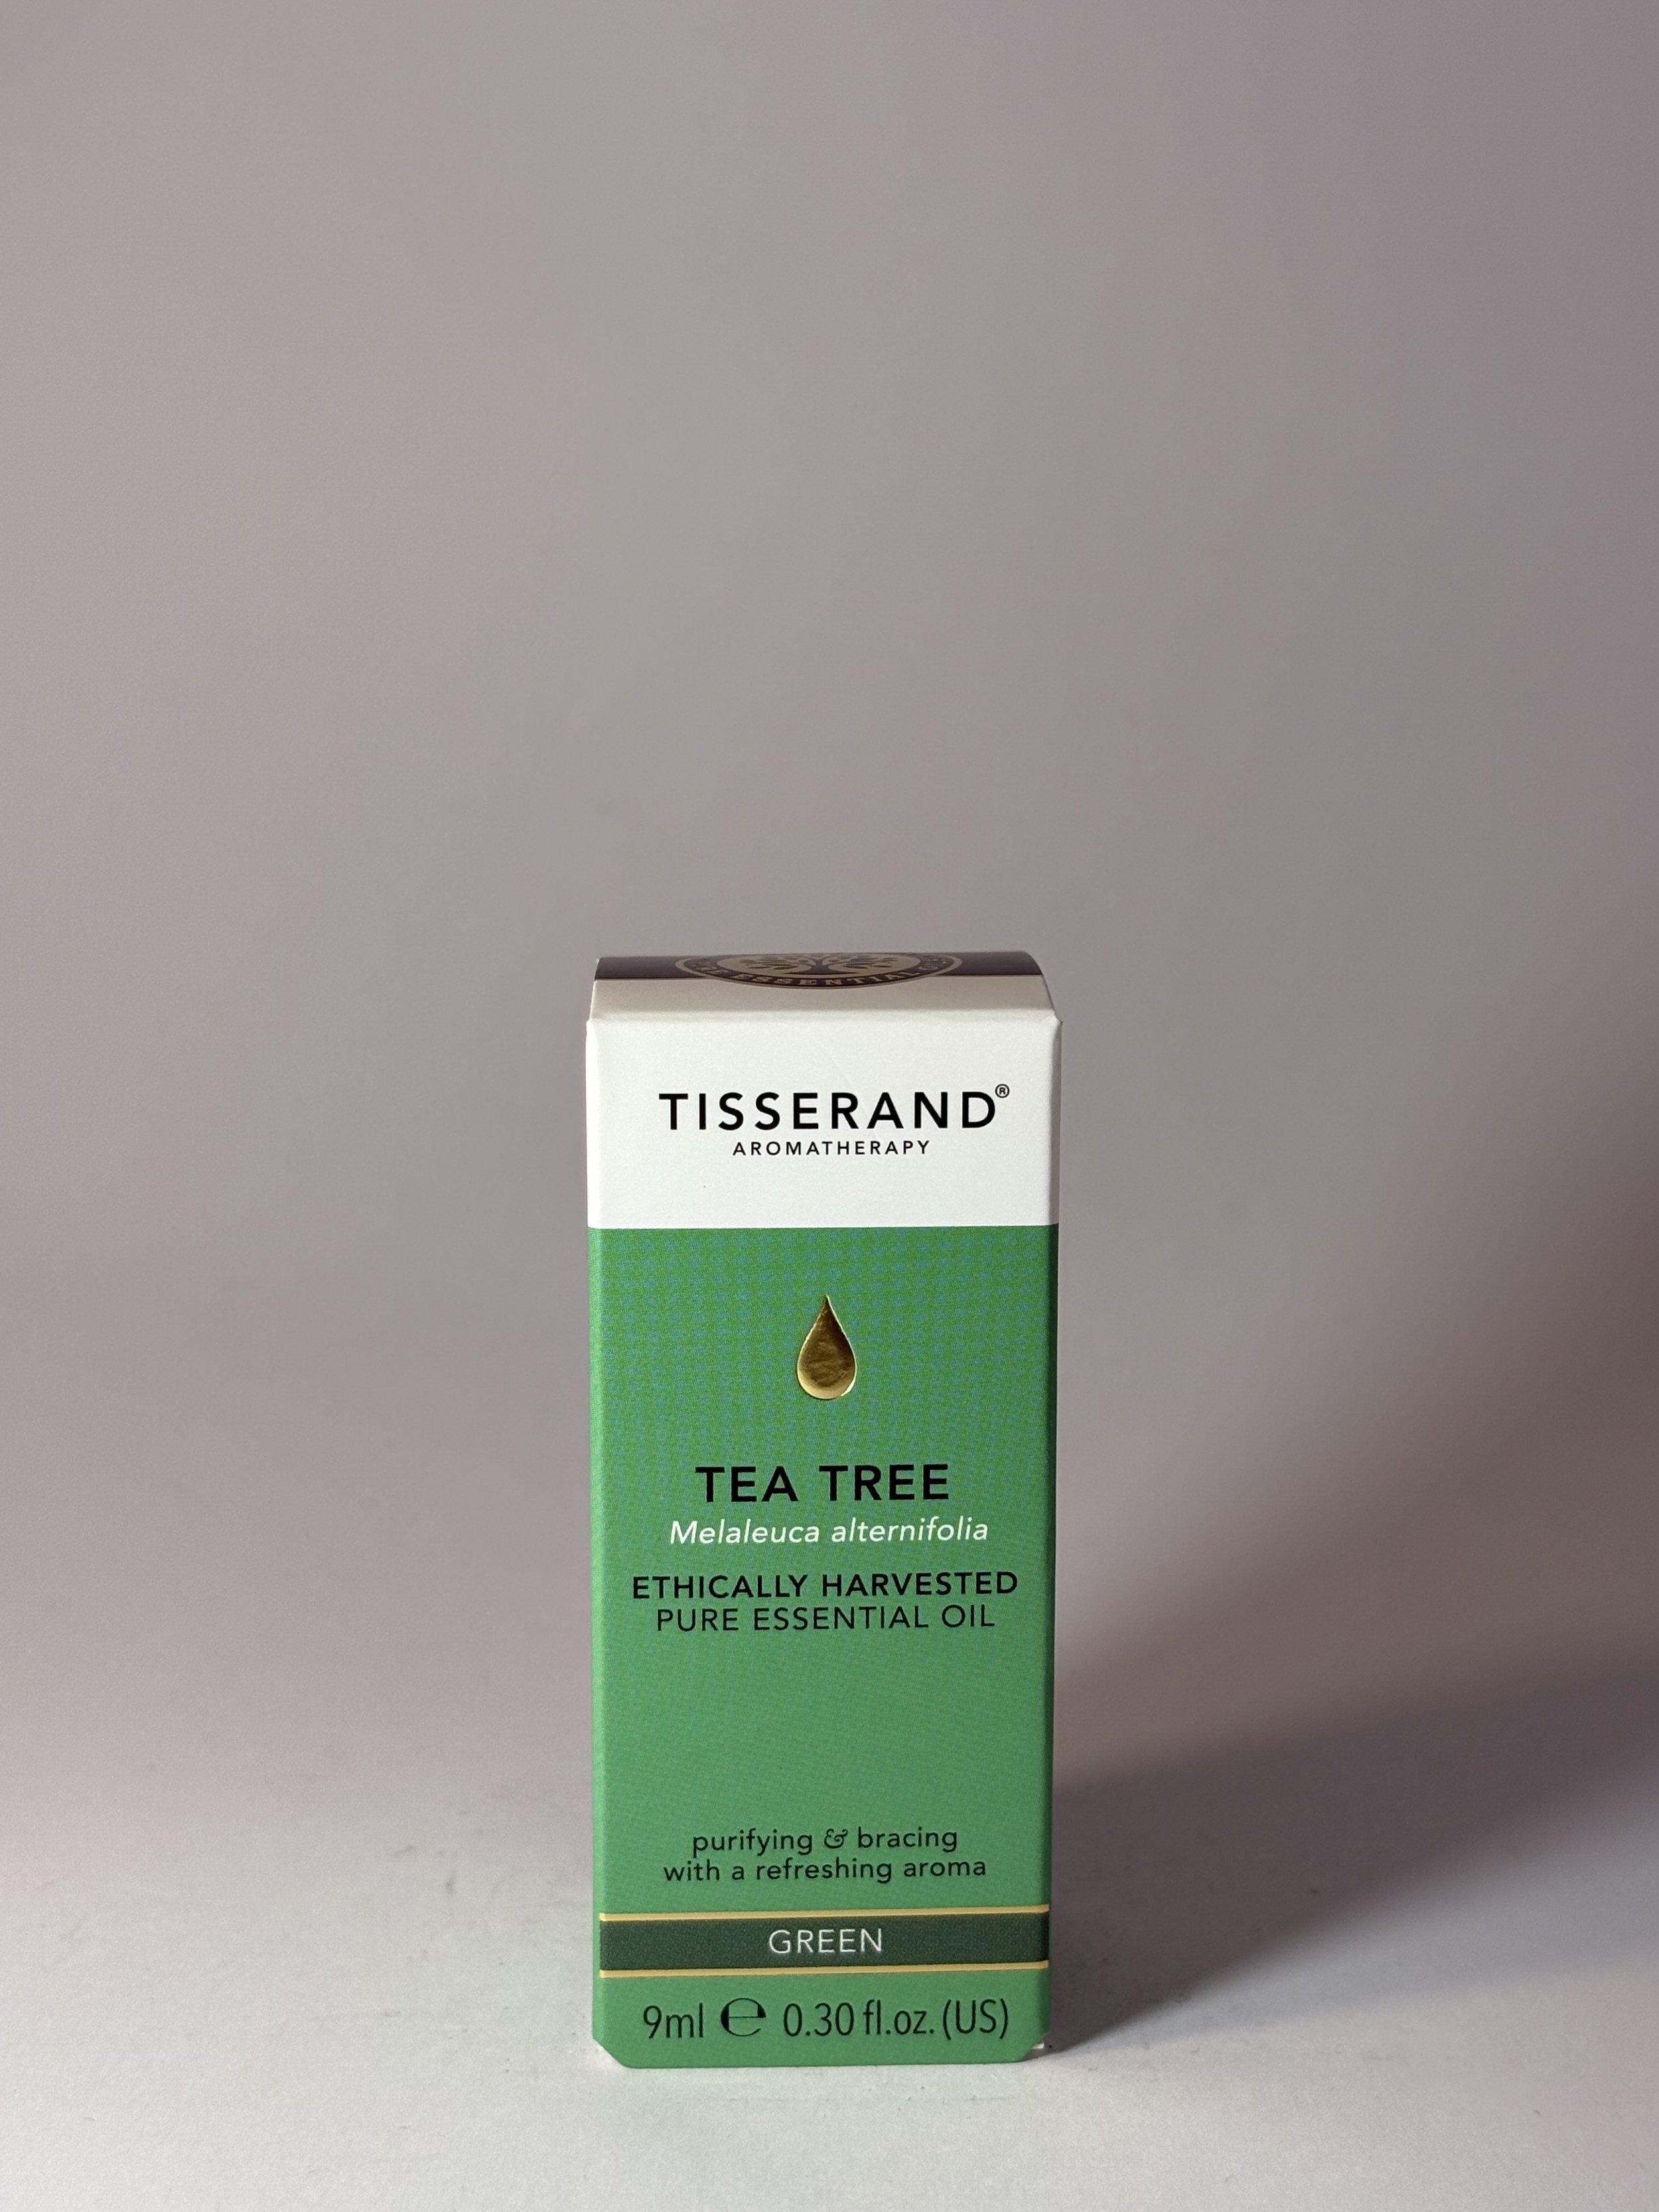 ESSENTIAL
TISSERAND®
AROMATHERAPY
TEA TREE
Melaleuca alternifolia
ETHICALLY HARVESTED
PURE ESSENTIAL OIL
purifying & bracing
with a refreshing aroma
GREEN
9ml ℮ 0.30 fl.oz. (US)